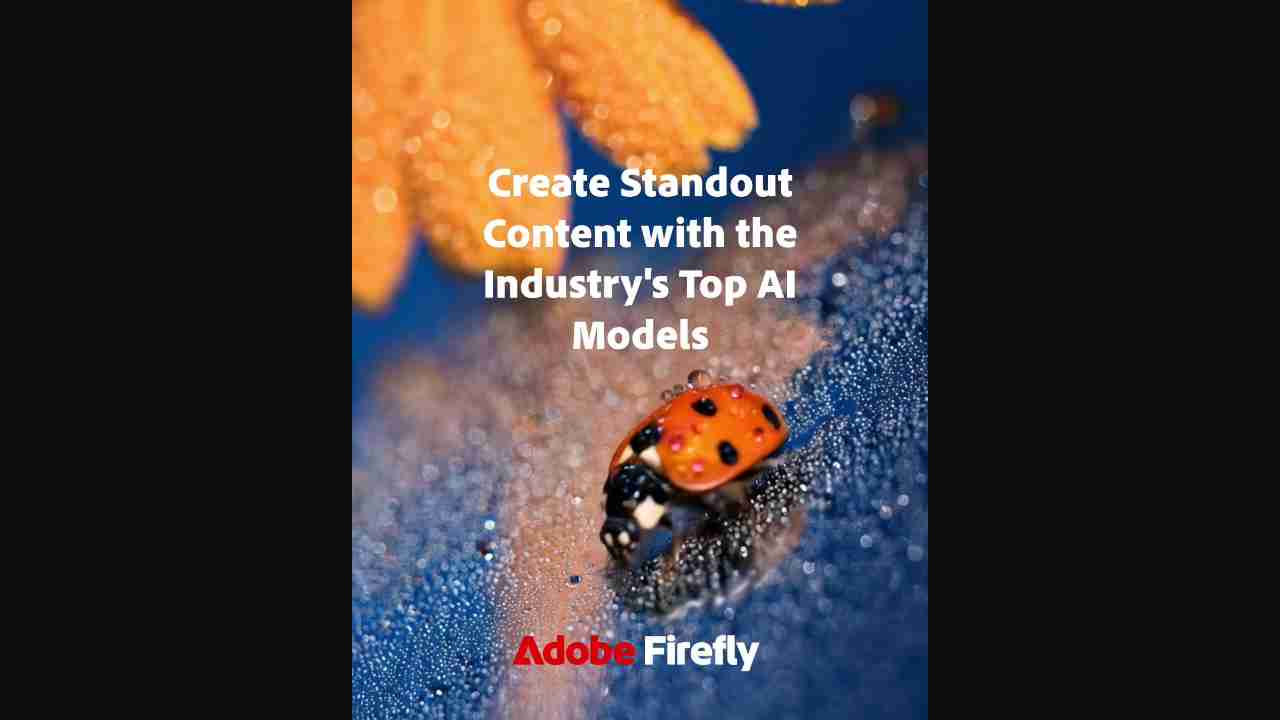 Create Standout
Content with the
Industry's Top AI
Models
Adobe Firefly